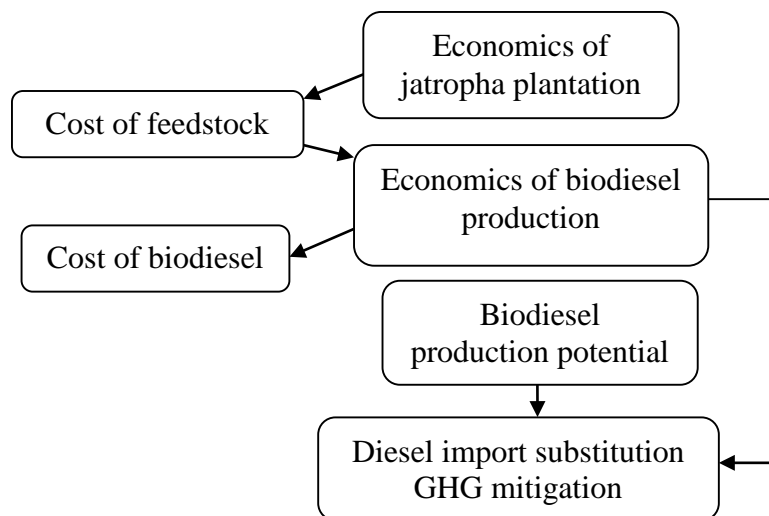 Economics of
jatropha plantation
Cost of feedstock
Economics of biodiesel
production
Cost of biodiesel
Biodiesel
production potential
Diesel import substitution
GHG mitigation